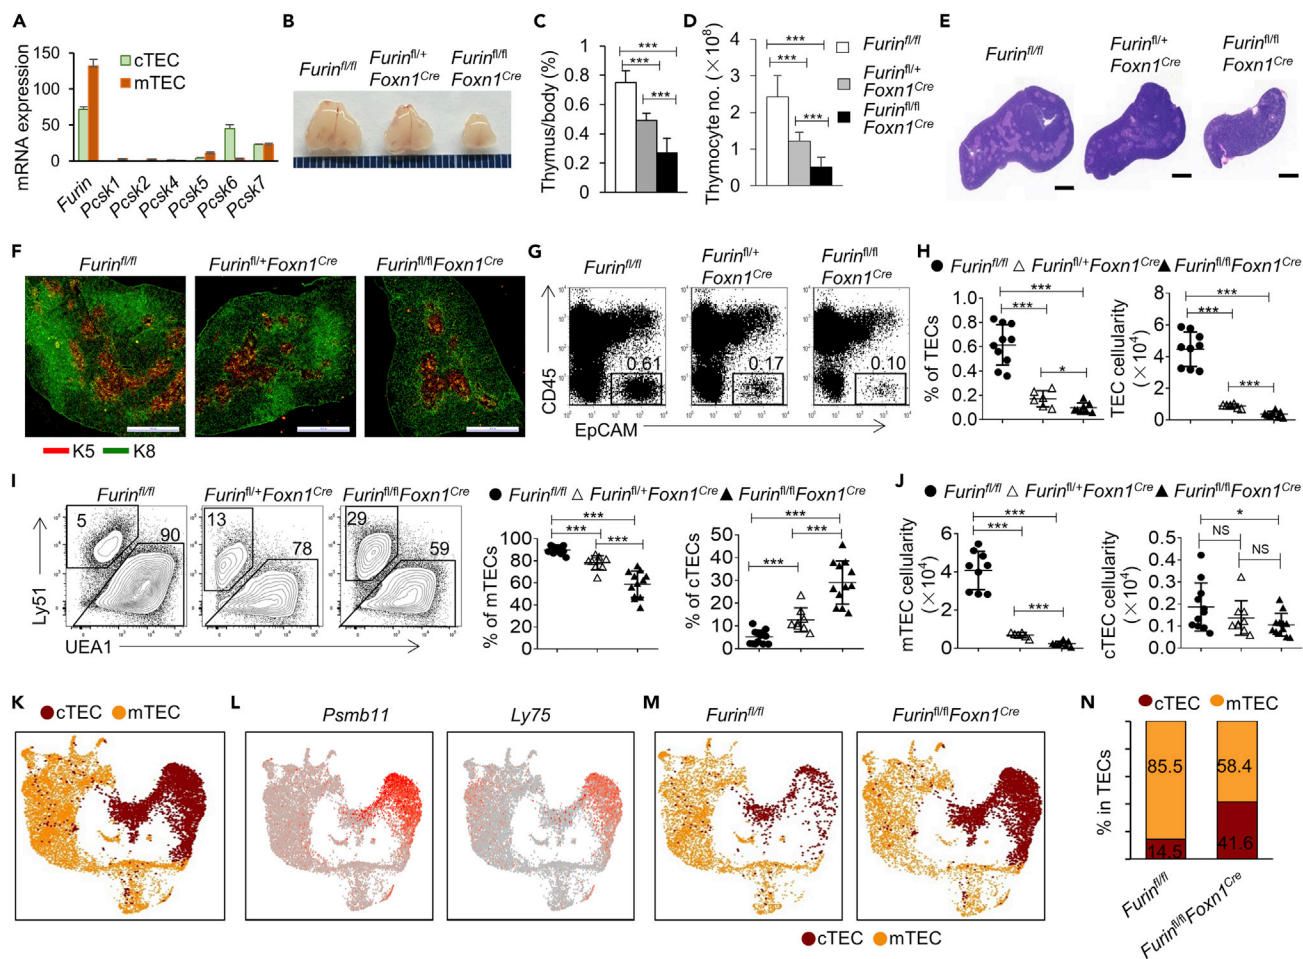 A
mRNA expression
150
100
50
0
cTEC
mTEC
Furin
Pcsk1
Pcsk2
Pcsk4
Pcsk5
Pcsk6
Pcsk7
B
Furinfl/fl
Furinfl/+
Foxn1Cre
Furinfl/fl
Foxn1Cre
C
Thymus/body (%)
1
0.8
0.6
0.4
0.2
0
***
***
***
D
Thymocyte no. (×10⁸)
4
3
2
1
0
***
***
***
Furinfl/fl
Furinfl/+
Foxn1Cre
Furinfl/fl
Foxn1Cre
E
Furinfl/fl
Furinfl/+
Foxn1Cre
Furinfl/fl
Foxn1Cre
F
Furinfl/fl
Furinfl/+Foxn1Cre
Furinfl/flFoxn1Cre
K5
K8
G
Furinfl/fl
Furinfl/+
Foxn1Cre
Furinfl/fl
Foxn1Cre
0.61
0.17
0.10
CD45
EpCAM
H
Furinfl/fl
Furinfl/+Foxn1Cre
Furinfl/flFoxn1Cre
% of TECs
1.0
0.8
0.6
0.4
0.2
0.0
***
***
*
TEC cellularity
(×10⁴)
8
6
4
2
0
***
***
***
I
Furinfl/fl
Furinfl/+Foxn1Cre
Furinfl/flFoxn1Cre
5
90
13
78
29
59
Ly51
UEA1
Furinfl/fl
Furinfl/+Foxn1Cre
Furinfl/flFoxn1Cre
% of mTECs
100
80
60
40
20
0
***
***
***
% of cTECs
50
40
30
20
10
0
***
***
***
J
Furinfl/fl
Furinfl/+Foxn1Cre
Furinfl/flFoxn1Cre
mTEC cellularity
(×10⁴)
6
4
2
0
***
***
***
cTEC cellularity
(×10⁴)
0.5
0.4
0.3
0.2
0.1
0.0
*
NS
NS
K
cTEC
mTEC
L
Psmb11
Ly75
M
Furinfl/fl
Furinfl/flFoxn1Cre
cTEC
mTEC
N
cTEC
mTEC
% in TECs
85.5
14.5
58.4
41.6
Furinfl/fl
Furinfl/flFoxn1Cre